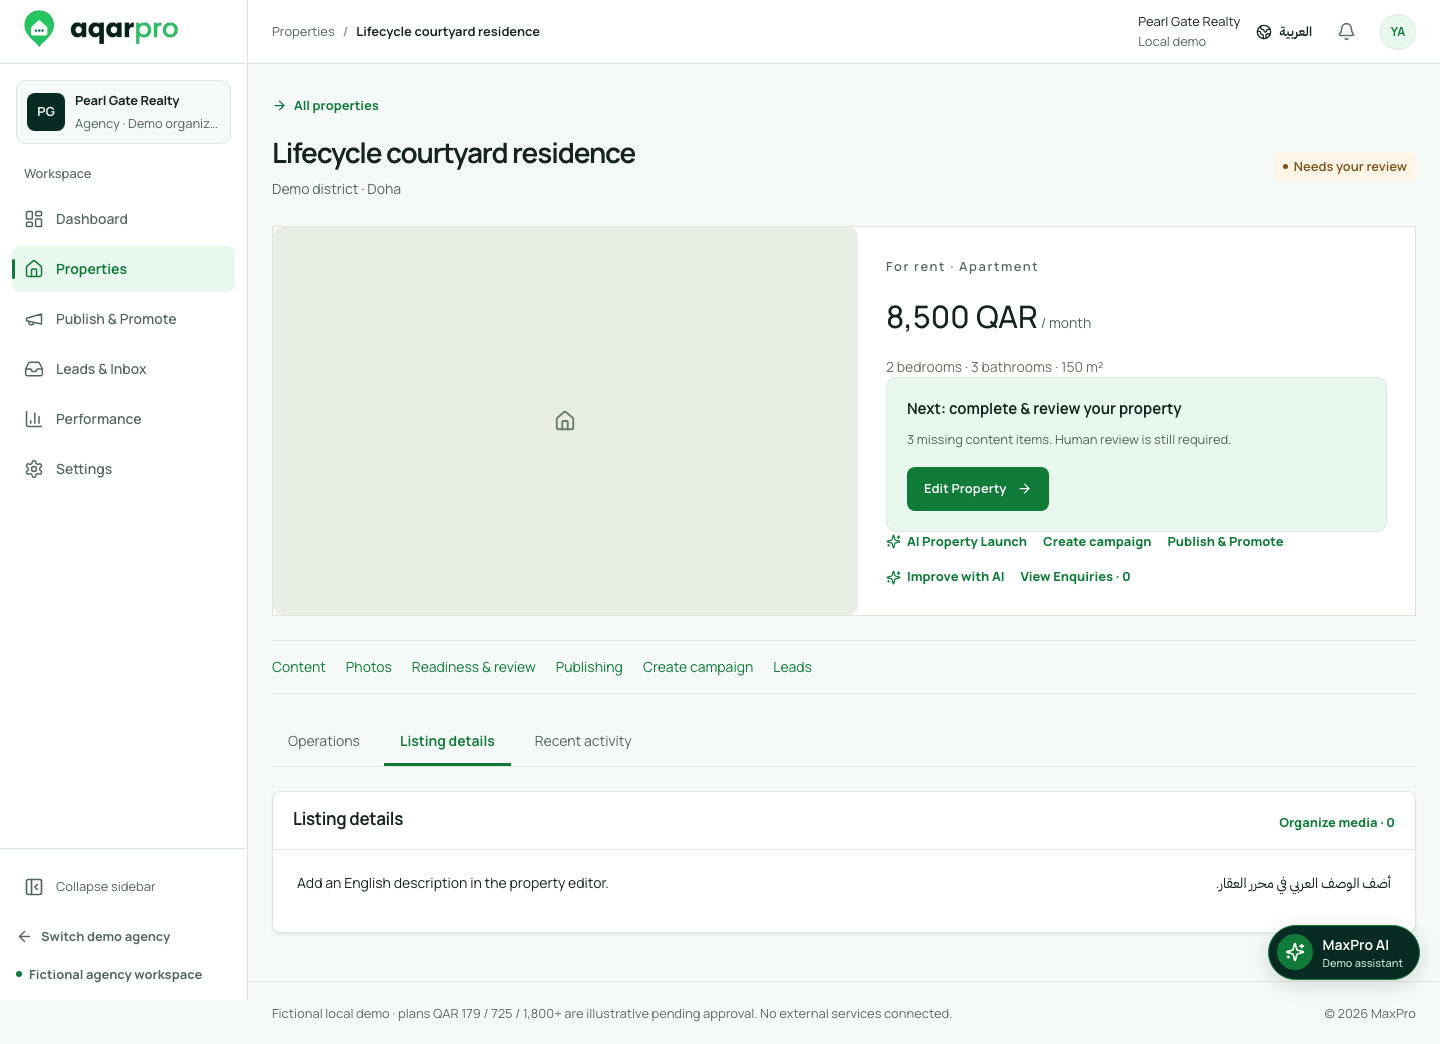 aqarpro
Properties / Lifecycle courtyard residence
Pearl Gate Realty
Local demo
العربية
YA
PG
Pearl Gate Realty
Agency · Demo organiz...
Workspace
Dashboard
Properties
Publish & Promote
Leads & Inbox
Performance
Settings
Collapse sidebar
Switch demo agency
Fictional agency workspace
All properties
Lifecycle courtyard residence
Demo district · Doha
Needs your review
For rent · Apartment
8,500 QAR / month
2 bedrooms · 3 bathrooms · 150 m²
Next: complete & review your property
3 missing content items. Human review is still required.
Edit Property
AI Property Launch Create campaign Publish & Promote
Improve with AI View Enquiries · 0
Content Photos Readiness & review Publishing Create campaign Leads
Operations Listing details Recent activity
Listing details
Organize media · 0
Add an English description in the property editor.
أضف الوصف العربي في محرر العقار.
MaxPro AI
Demo assistant
Fictional local demo · plans QAR 179 / 725 / 1,800+ are illustrative pending approval. No external services connected.
© 2026 MaxPro